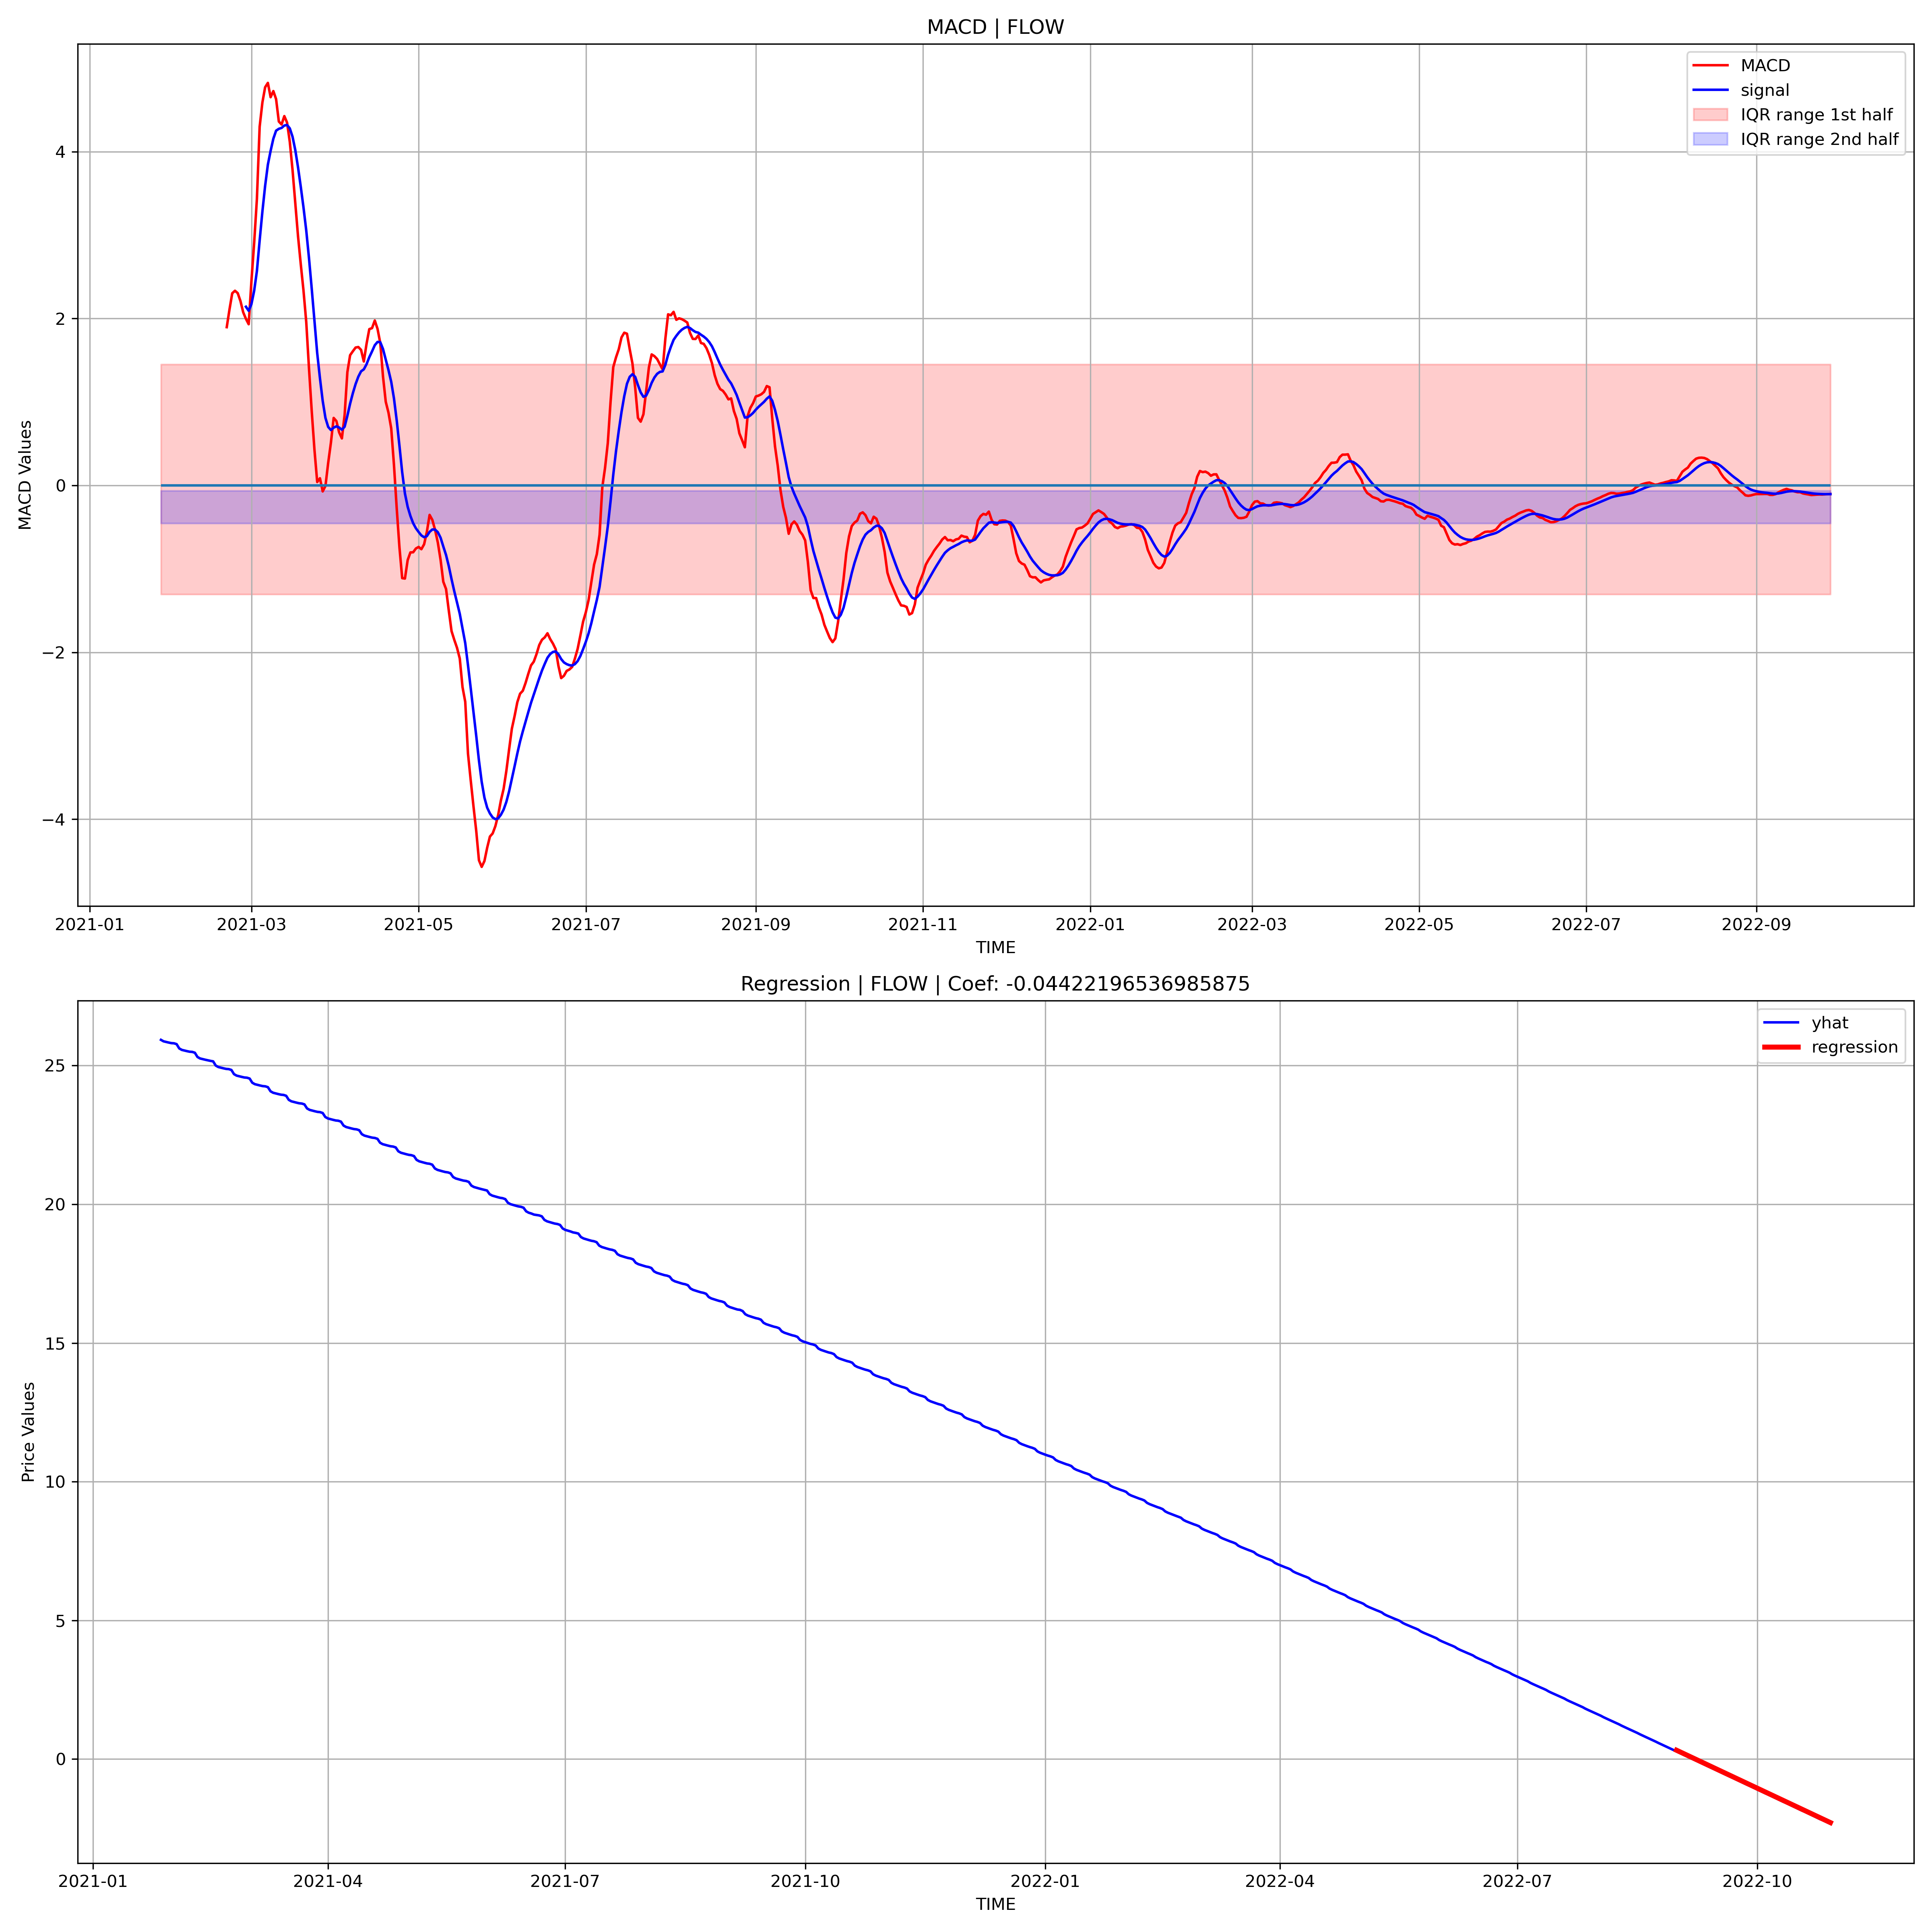 MACD | FLOW
MACD
signal
IQR range 1st half
IQR range 2nd half
4
2
0
−2
−4
MACD Values
2021-01 2021-03 2021-05 2021-07 2021-09 2021-11 2022-01 2022-03 2022-05 2022-07 2022-09
TIME
Regression | FLOW | Coef: -0.04422196536985875
yhat
regression
25
20
15
10
5
0
Price Values
2021-01 2021-04 2021-07 2021-10 2022-01 2022-04 2022-07 2022-10
TIME